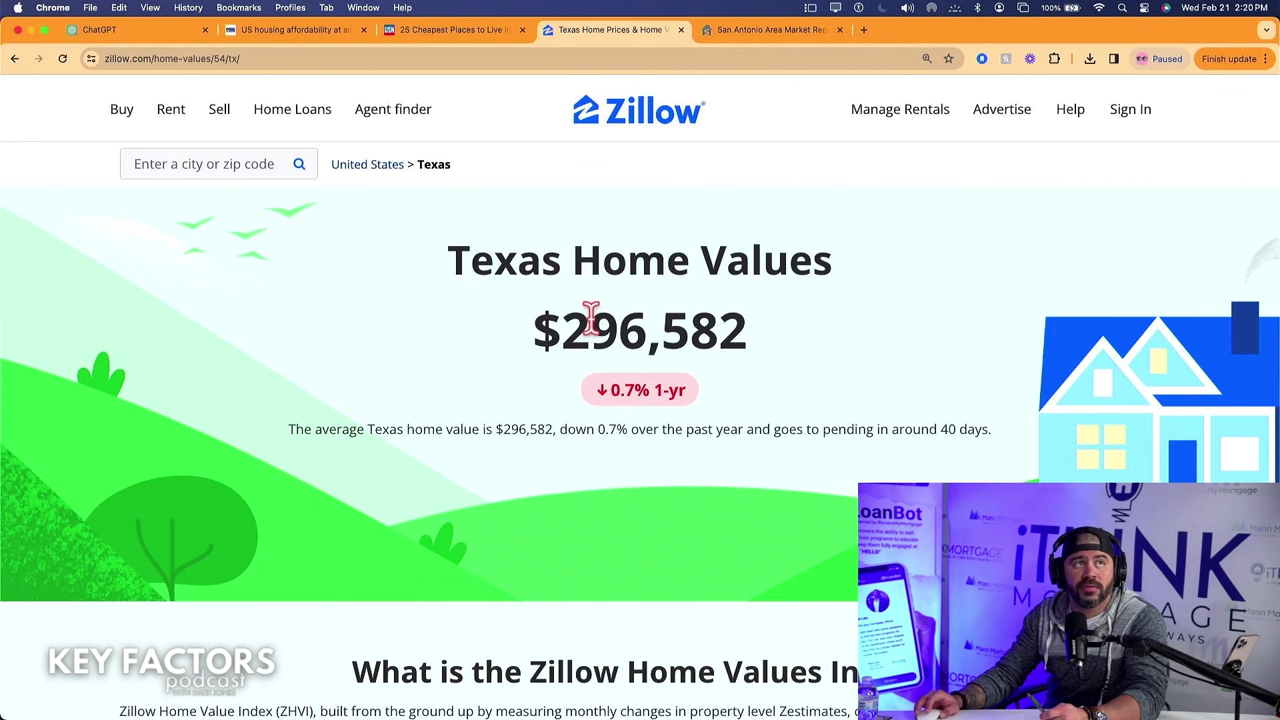 Chrome File Edit View History Bookmarks Profiles Tab Window Help 100% Wed Feb 21 2:20 PM
ChatGPT US housing affordability at a 25 Cheapest Places to Live in Texas Home Prices & Home V San Antonio Area Market Rep
zillow.com/home-values/54/tx/ Paused Finish update
Buy Rent Sell Home Loans Agent finder Zillow Manage Rentals Advertise Help Sign In
Enter a city or zip code United States > Texas
Texas Home Values
$296,582
↓ 0.7% 1-yr
The average Texas home value is $296,582, down 0.7% over the past year and goes to pending in around 40 days.
LoanBot
"HELLO"
iTHINK
MORTGAGE
WAYS
KEY FACTORS
podcast
What is the Zillow Home Values In
Zillow Home Value Index (ZHVI), built from the ground up by measuring monthly changes in property level Zestimates,